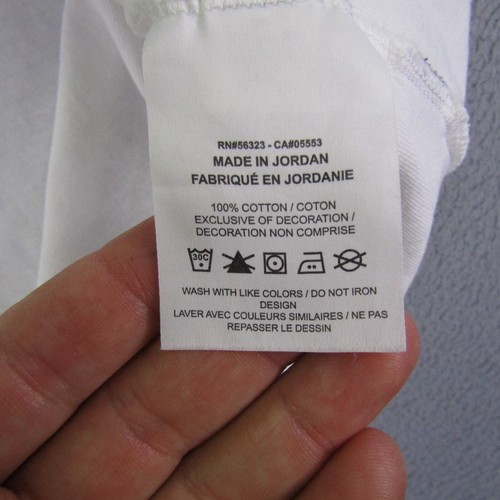 RN#56323 - CA#05553
MADE IN JORDAN
FABRIQUÉ EN JORDANIE
100% COTTON / COTON
EXCLUSIVE OF DECORATION /
DECORATION NON COMPRISE
30C
WASH WITH LIKE COLORS / DO NOT IRON
DESIGN
LAVER AVEC COULEURS SIMILAIRES / NE PAS
REPASSER LE DESSIN